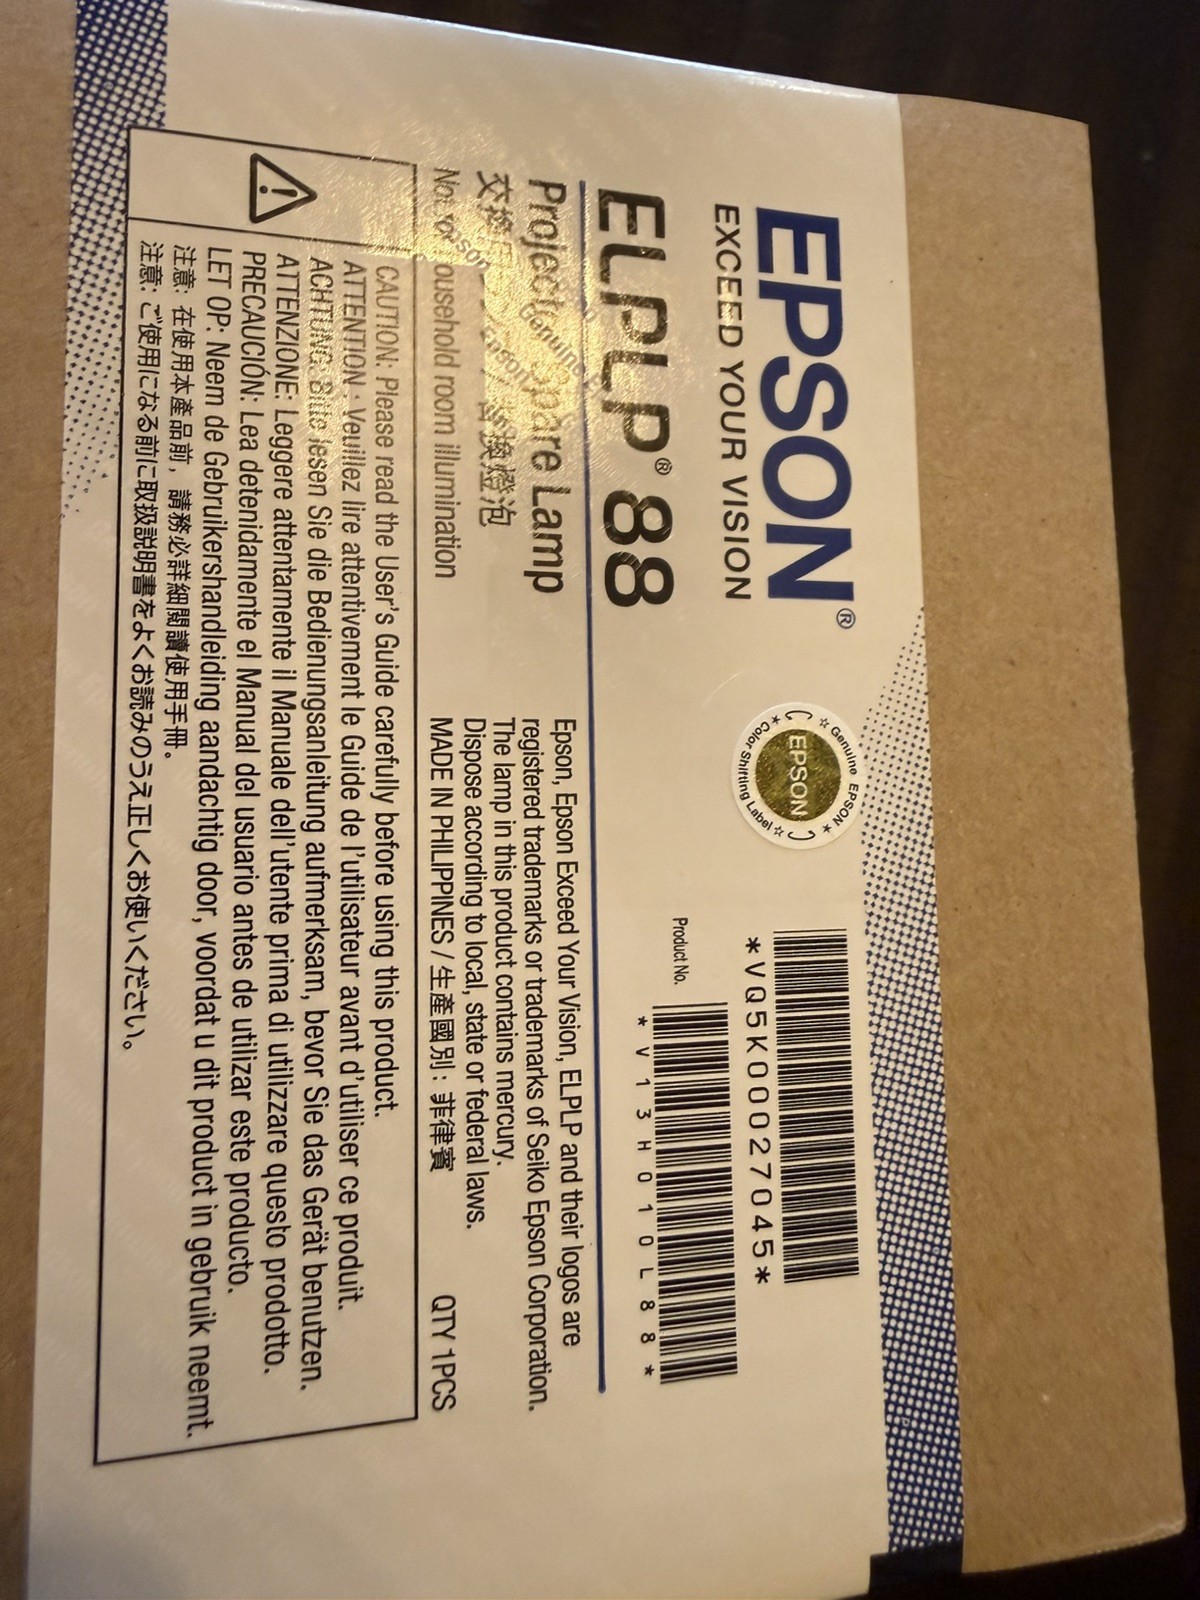 EPSON®
EXCEED YOUR VISION
☆ Genuine EPSON ★
EPSON
★ Color Shifting Label ☆
*VQ5K00027045*
ELPLP® 88
Product No.
*V13H010L88*
Projector Spare Lamp
替換燈泡
household room illumination
Genuine
Epson
Epson, Epson Exceed Your Vision, ELPLP and their logos are
registered trademarks or trademarks of Seiko Epson Corporation.
The lamp in this product contains mercury.
Dispose according to local, state or federal laws.
MADE IN PHILIPPINES / 生產國別 : 菲律賓
QTY 1PCS
CAUTION: Please read the User's Guide carefully before using this product.
ATTENTION : Veuillez lire attentivement le Guide de l'utilisateur avant d'utiliser ce produit.
ACHTUNG: Bitte lesen Sie die Bedienungsanleitung aufmerksam, bevor Sie das Gerät benutzen.
ATTENZIONE: Leggere attentamente il Manuale dell'utente prima di utilizzare questo prodotto.
PRECAUCIÓN: Lea detenidamente el Manual del usuario antes de utilizar este producto.
LET OP: Neem de Gebruikershandleiding aandachtig door, voordat u dit product in gebruik neemt.
注意: 在使用本產品前，請務必詳細閱讀使用手冊。
注意: ご使用になる前に取扱説明書をよくお読みのうえ正しくお使いください。